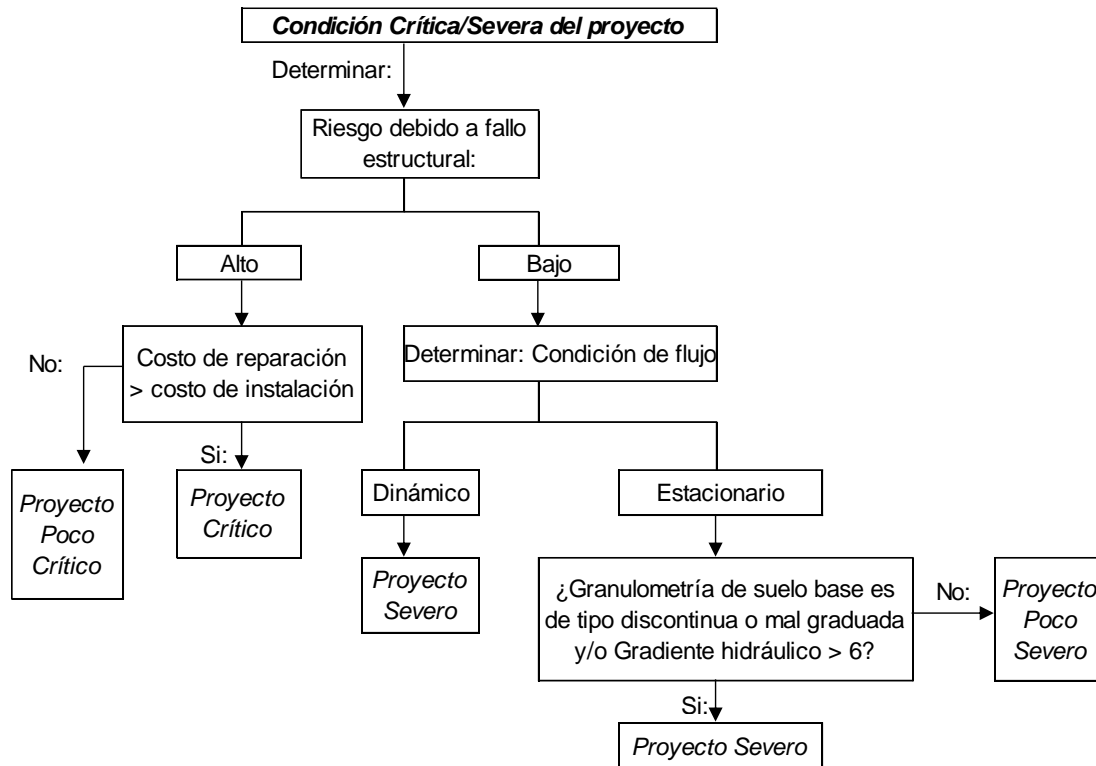 Condición Crítica/Severa del proyecto
Determinar:
Riesgo debido a fallo
estructural:
Alto
Bajo
No:
Costo de reparación
> costo de instalación
Determinar: Condición de flujo
Si:
Proyecto
Poco
Crítico
Proyecto
Crítico
Dinámico
Estacionario
Proyecto
Severo
¿Granulometría de suelo base es
de tipo discontinua o mal graduada
y/o Gradiente hidráulico > 6?
No:
Proyecto
Poco
Severo
Si:
Proyecto Severo